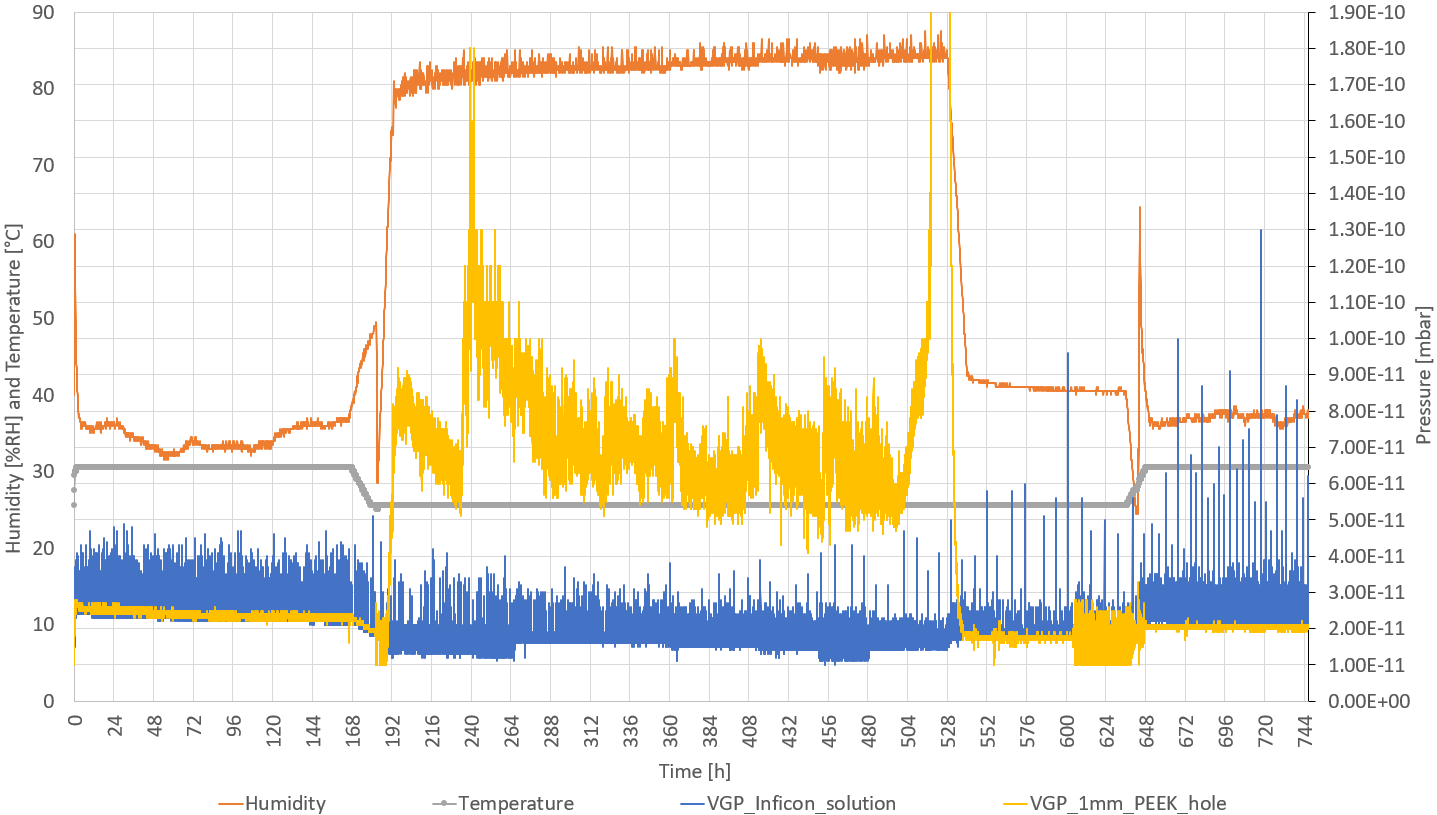 90
80
70
60
50
40
30
20
10
0
Humidity [%RH] and Temperature [°C]
1.90E-10
1.80E-10
1.70E-10
1.60E-10
1.50E-10
1.40E-10
1.30E-10
1.20E-10
1.10E-10
1.00E-10
9.00E-11
8.00E-11
7.00E-11
6.00E-11
5.00E-11
4.00E-11
3.00E-11
2.00E-11
1.00E-11
0.00E+00
Pressure [mbar]
0 24 48 72 96 120 144 168 192 216 240 264 288 312 336 360 384 408 432 456 480 504 528 552 576 600 624 648 672 696 720 744
Time [h]
Humidity Temperature VGP_Inficon_solution VGP_1mm_PEEK_hole